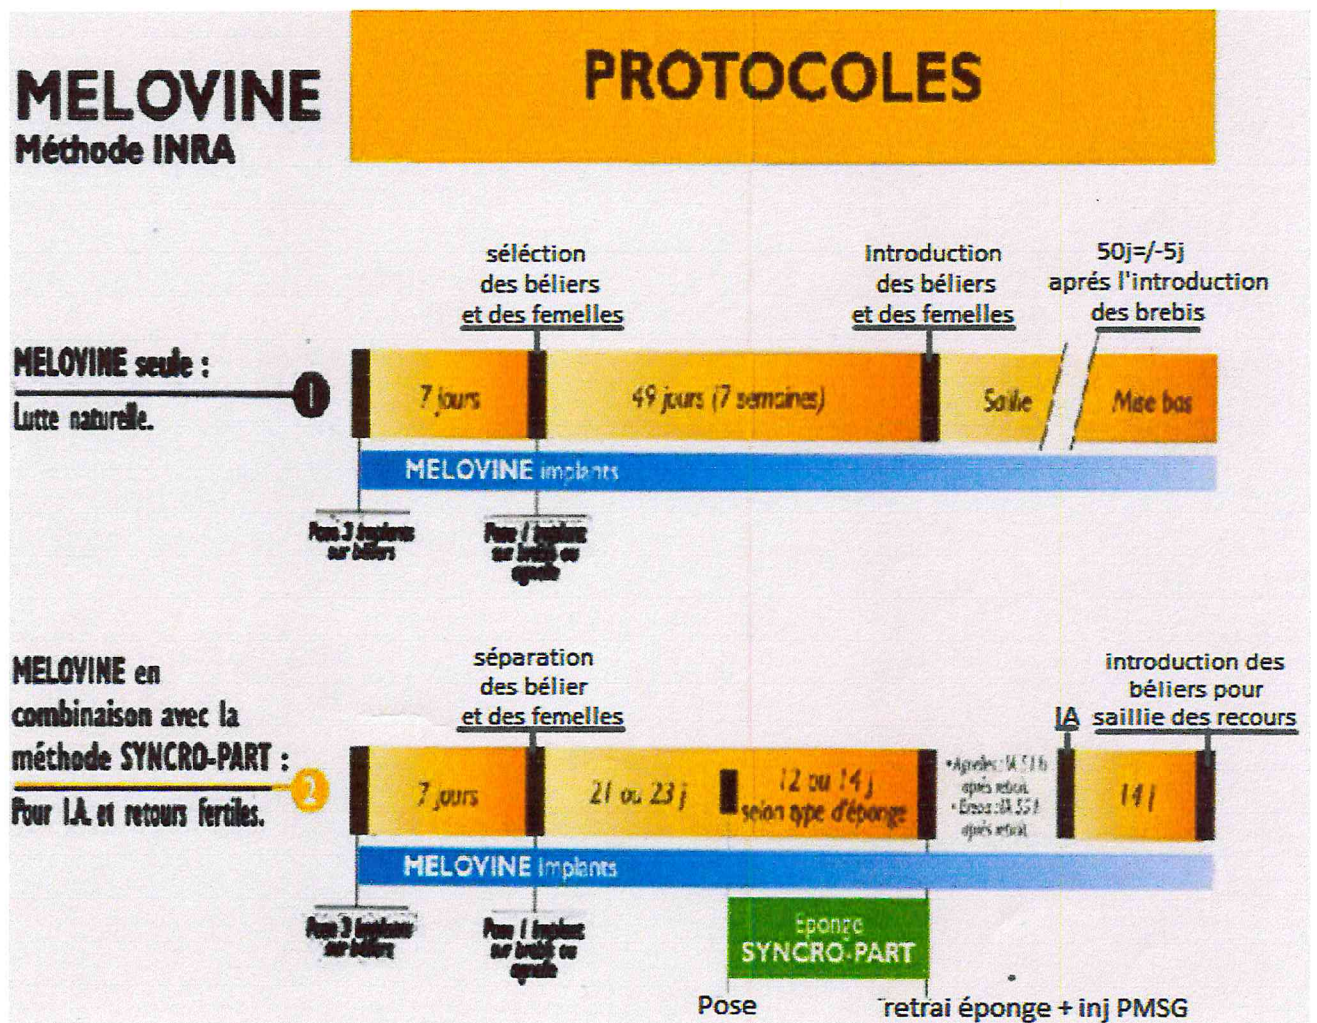 MELOVINE
Méthode INRA
PROTOCOLES
séléction
des béliers
et des femelles
Introduction
des béliers
et des femelles
50j=/-5j
aprés l'introduction
des brebis
MELOVINE seule :
Lutte naturelle.
1
7 jours
49 jours (7 semaines)
Saillie
Mise bas
MELOVINE implants
Pose 3 implants
sur béliers
Pose 1 implant
sur brebis ou
agnelle
MELOVINE en
combinaison avec la
méthode SYNCRO-PART :
Pour I.A. et retours fertiles.
2
séparation
des bélier
et des femelles
IA
introduction des
béliers pour
saillie des recours
7 jours
21 ou 23 j
12 ou 14 j
selon type d'éponge
après retrait
après retrait
14 j
MELOVINE Implants
Pose 3 implants
sur béliers
Pose 1 implant
sur brebis ou
agnelle
Eponge
SYNCRO-PART
Pose
retrai éponge + inj PMSG